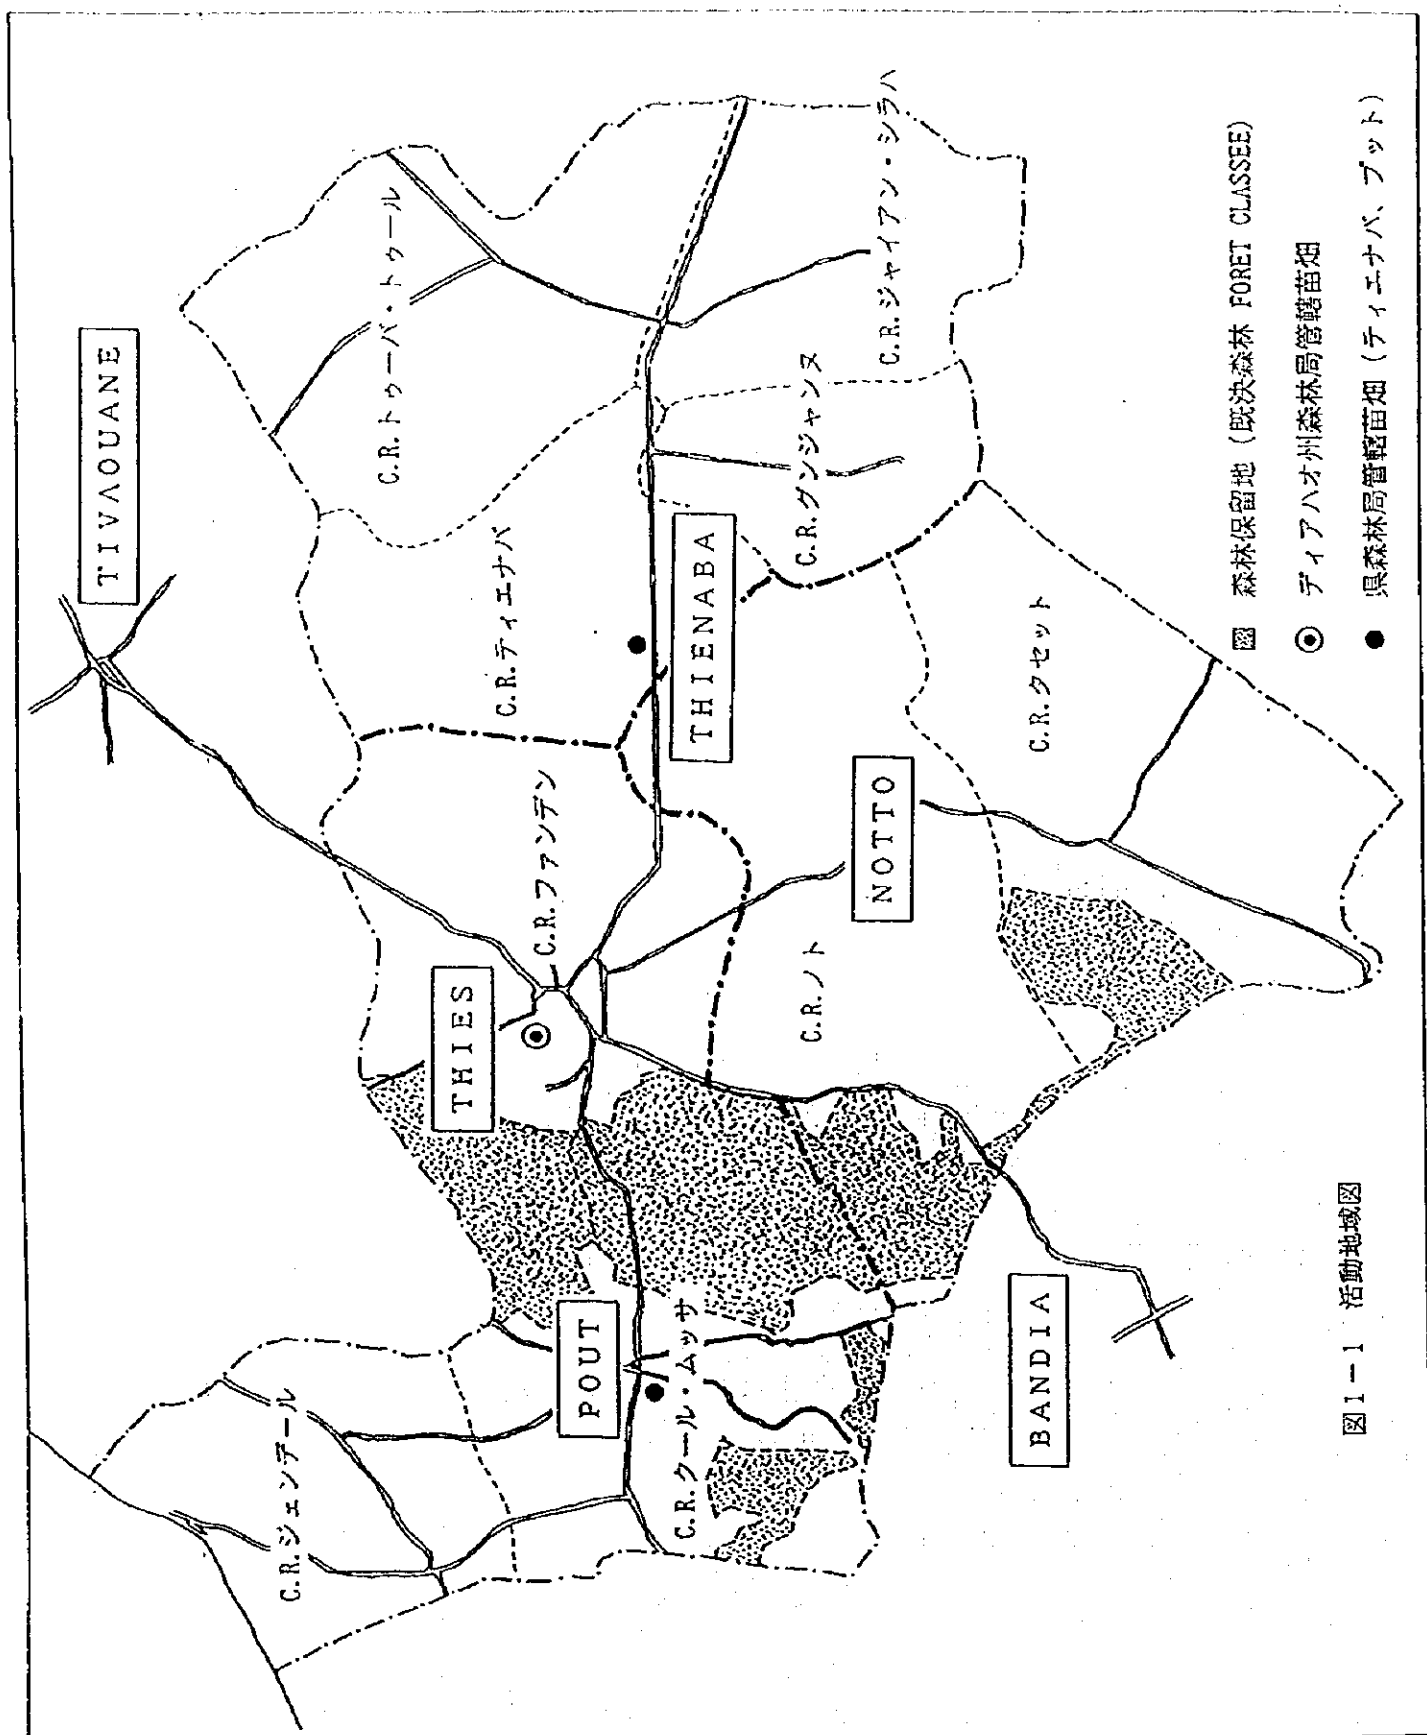 TIVAOUANE
C.R.トゥーバ・トゥール
C.R.ティエナバ
THIENABA
C.R.グンジャンヌ
C.R.ジャイアン・シラハ
C.R.ファンデン
THIES
C.R.ノト
NOTTO
C.R.タセット
POUT
C.R.ジェンデール
C.R.クール・ムッサ
BANDIA
森林保留地 (既決森林 FORET CLASSEE)
ディアハオ州森林局管轄苗畑
県森林局管轄苗畑 (ティエナバ、プット)
図1-1 活動地域図